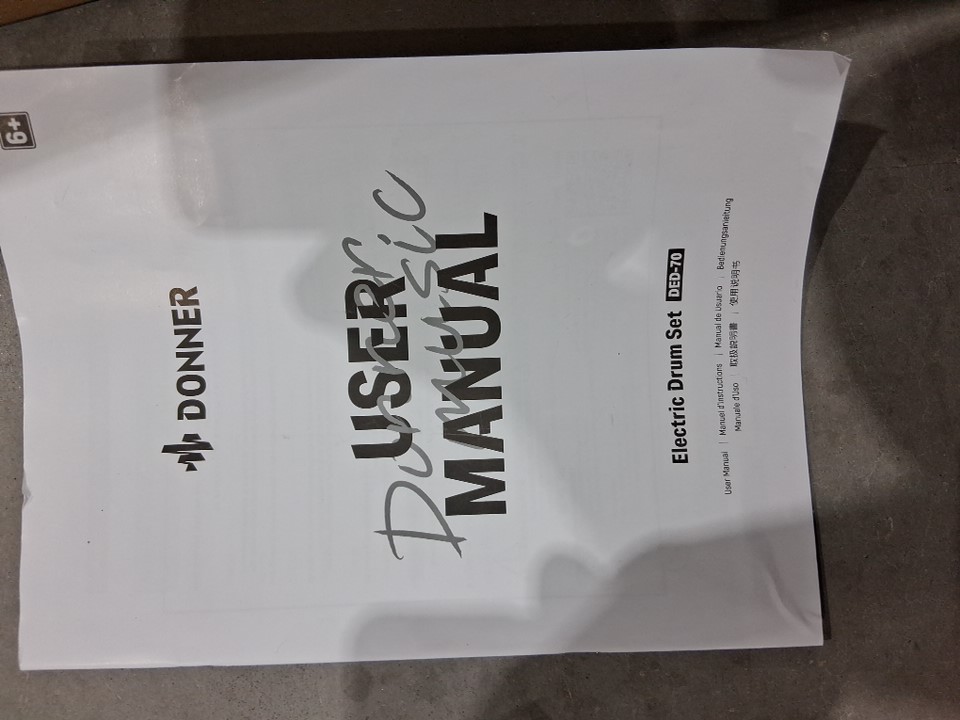 6+
DONNER
USER
MANUAL
Donner music
Electric Drum Set DED-70
User Manual | Manuel d'instructions | Manual de Usuario | Bedienungsanleitung
Manuale d'Uso | 取扱説明書 | 使用说明书